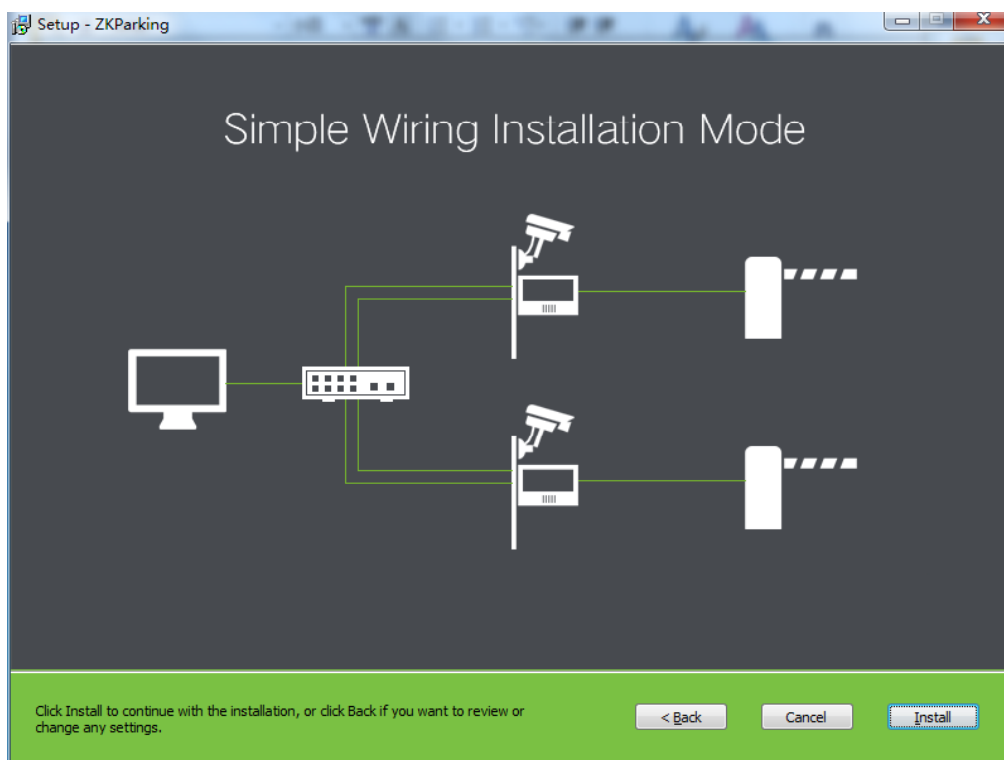 Setup - ZKParking
Simple Wiring Installation Mode
Click Install to continue with the installation, or click Back if you want to review or
change any settings.
< Back
Cancel
Install